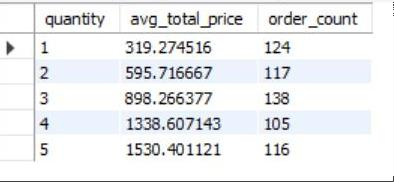 quantity avg_total_price order_count
1 319.274516 124
2 595.716667 117
3 898.266377 138
4 1338.607143 105
5 1530.401121 116